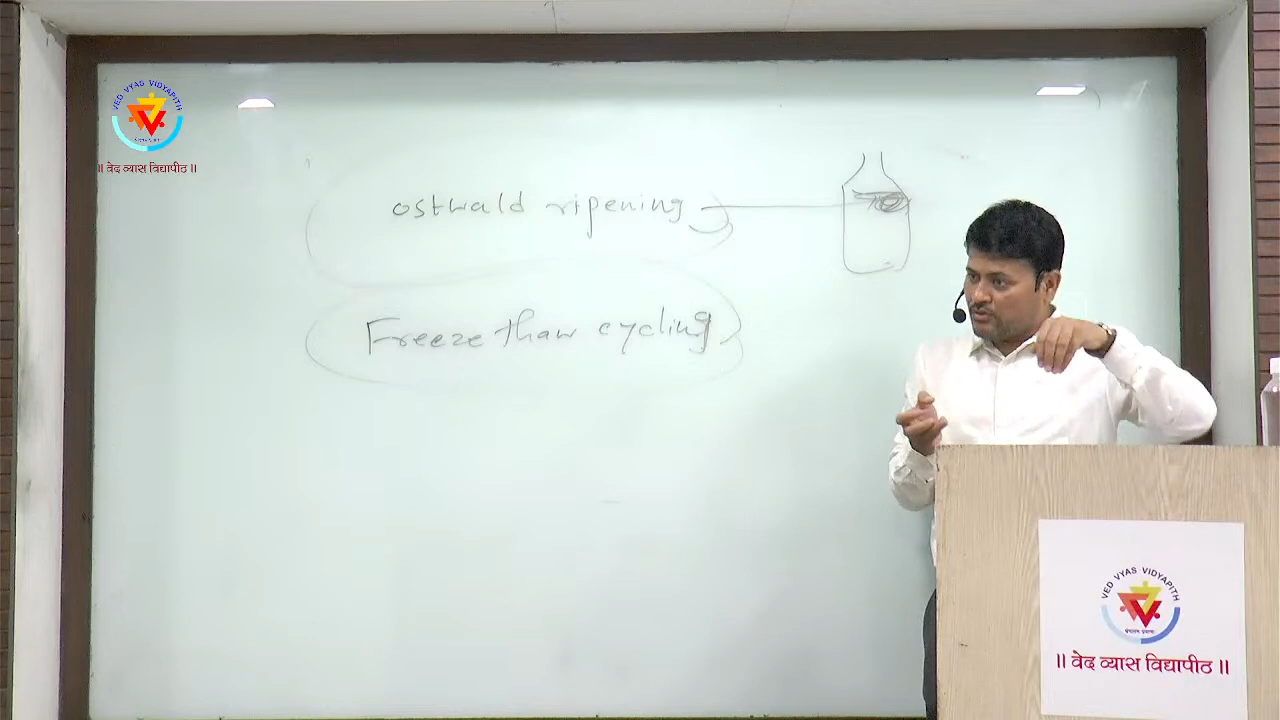 VED VYAS VIDYAPITH
॥ वेद व्यास विद्यापीठ ॥
ostwald ripening
Freeze thaw cycling
VED VYAS VIDYAPITH
॥ वेद व्यास विद्यापीठ ॥